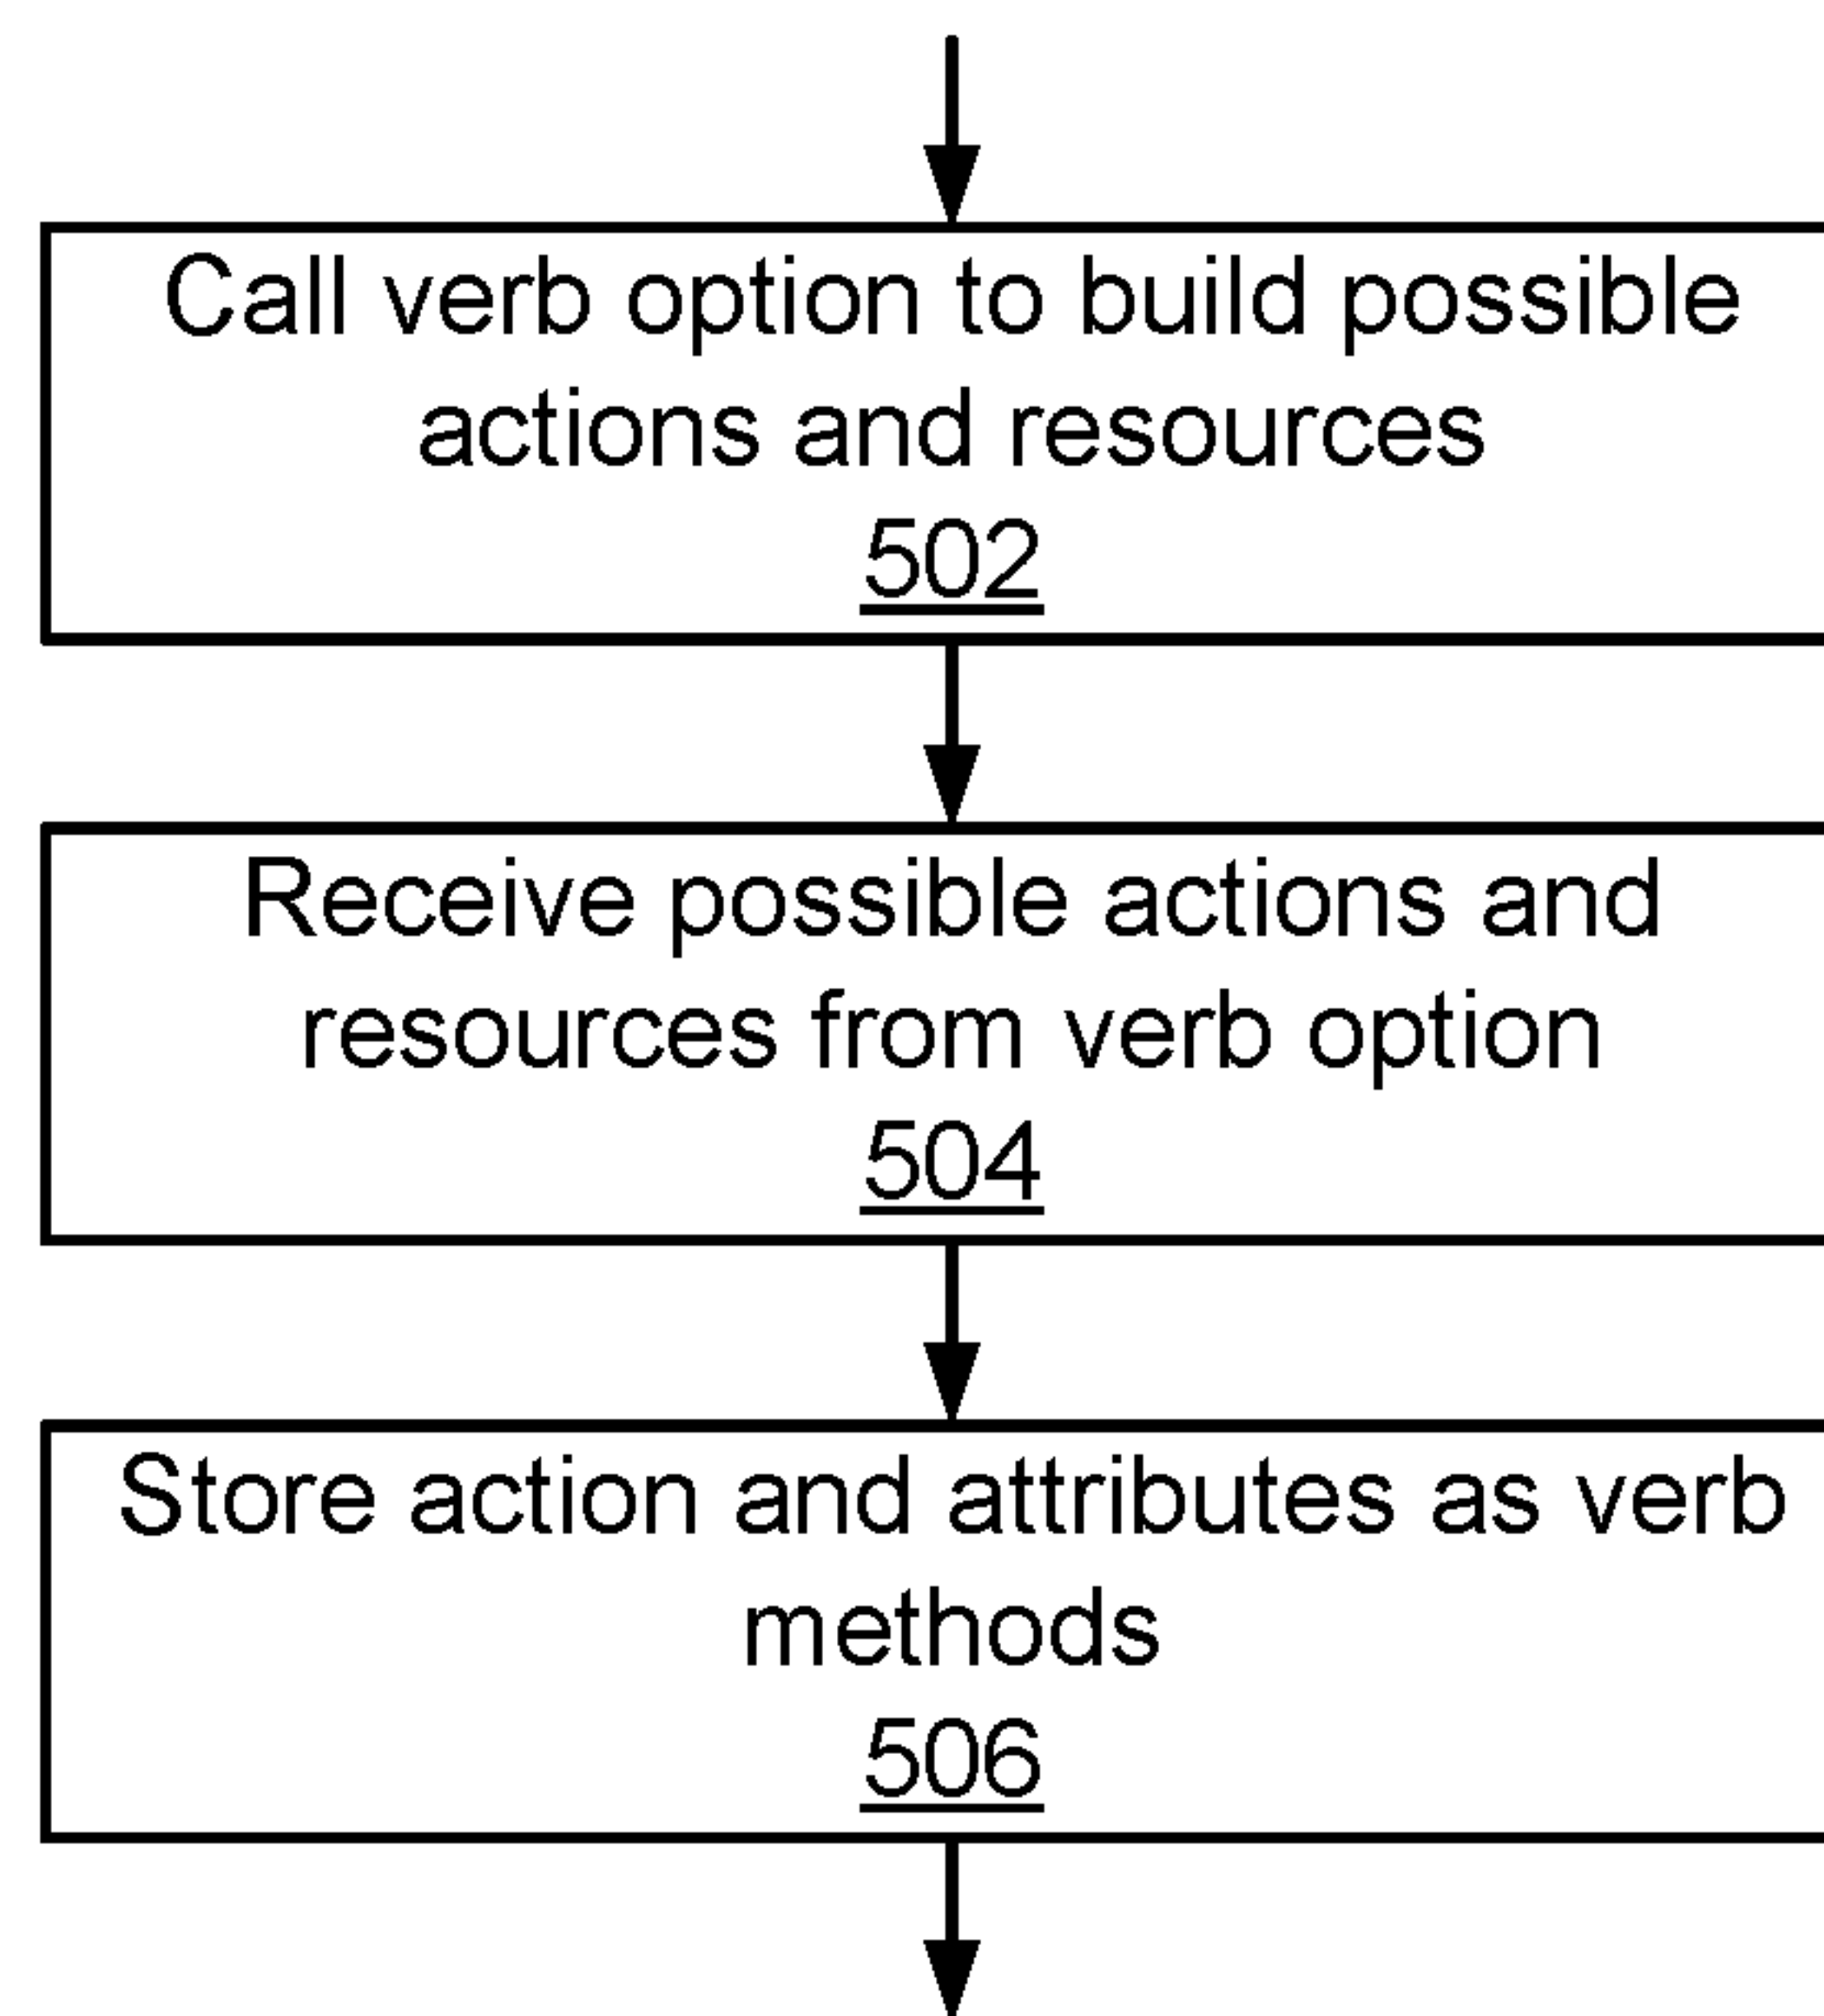 Call verb option to build possible
actions and resources
502
Receive possible actions and
resources from verb option
504
Store action and attributes as verb
methods
506